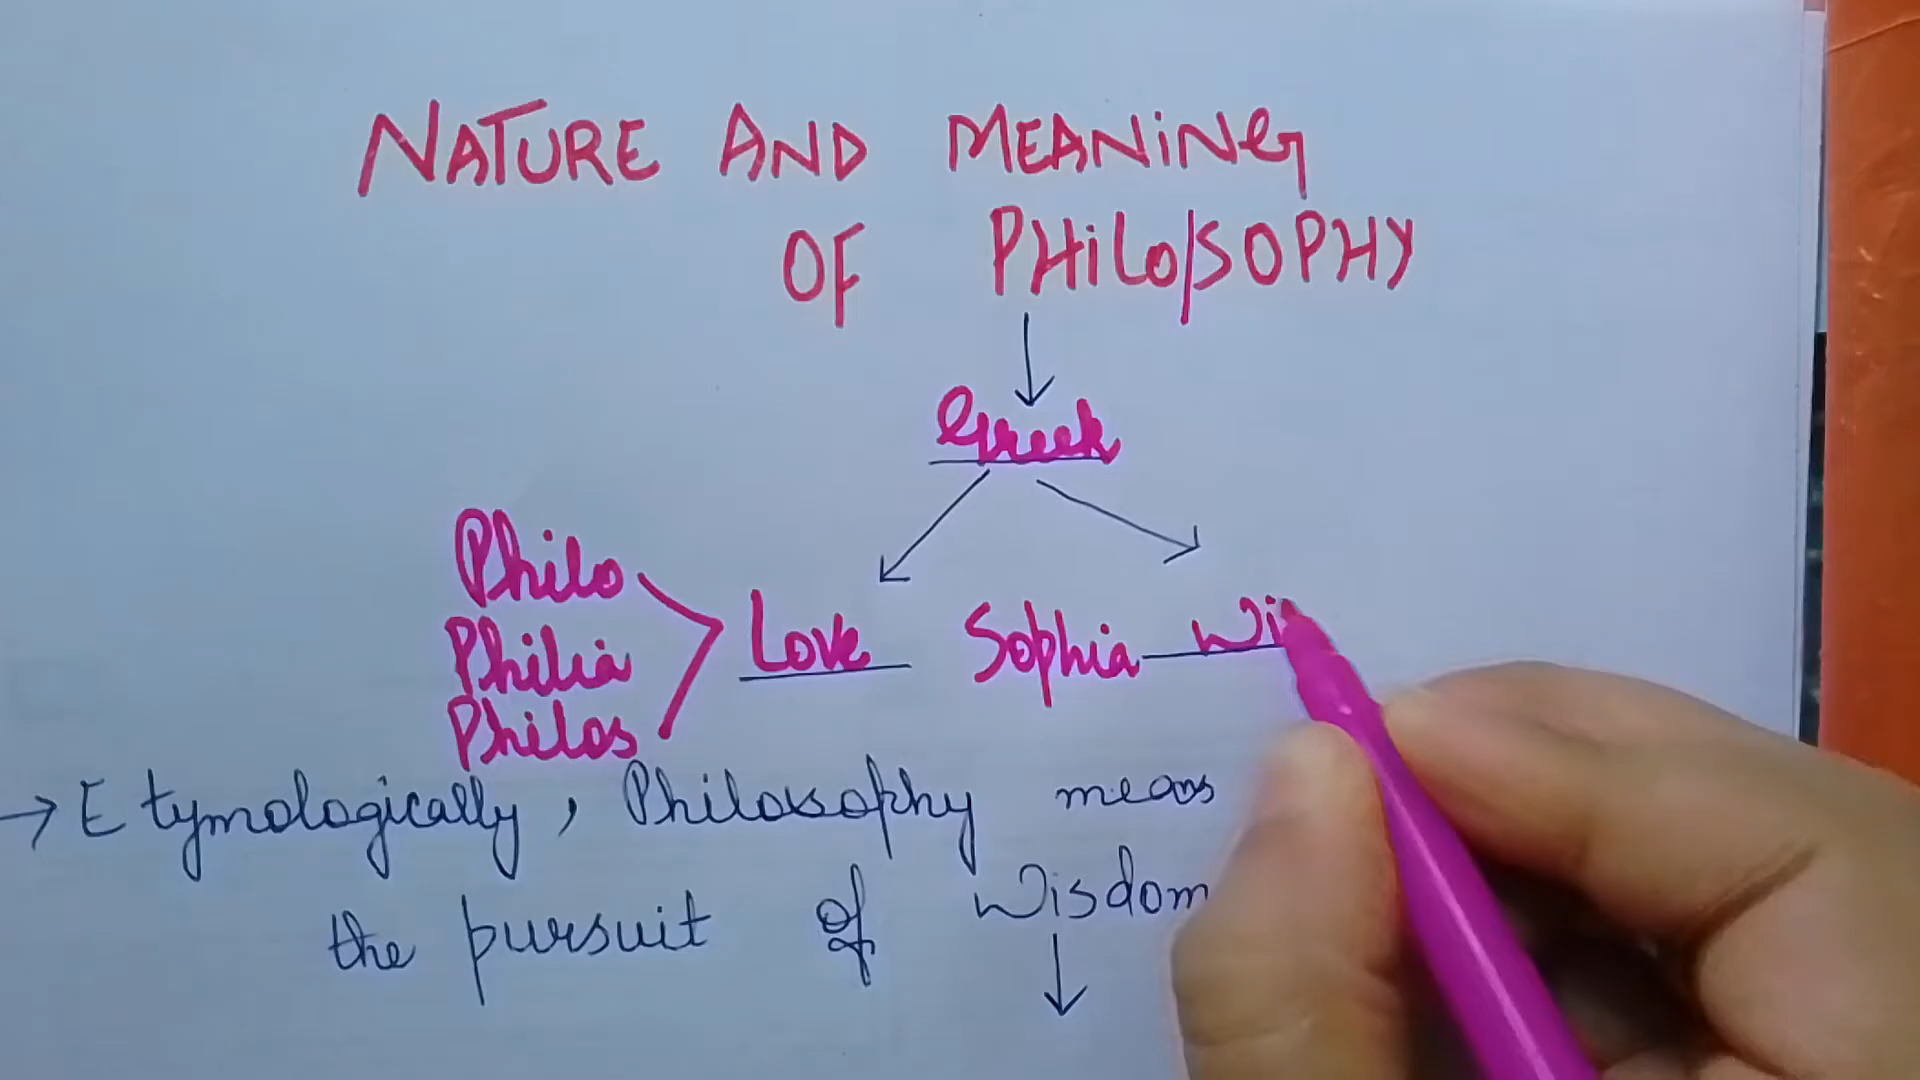 NATURE AND MEANiNG
OF PHiLO/SOPHY
Greek
Philo
Love Sophia Wi
Philia
Philos
→ Etymologically, Philosophy means
the pursuit of Wisdom